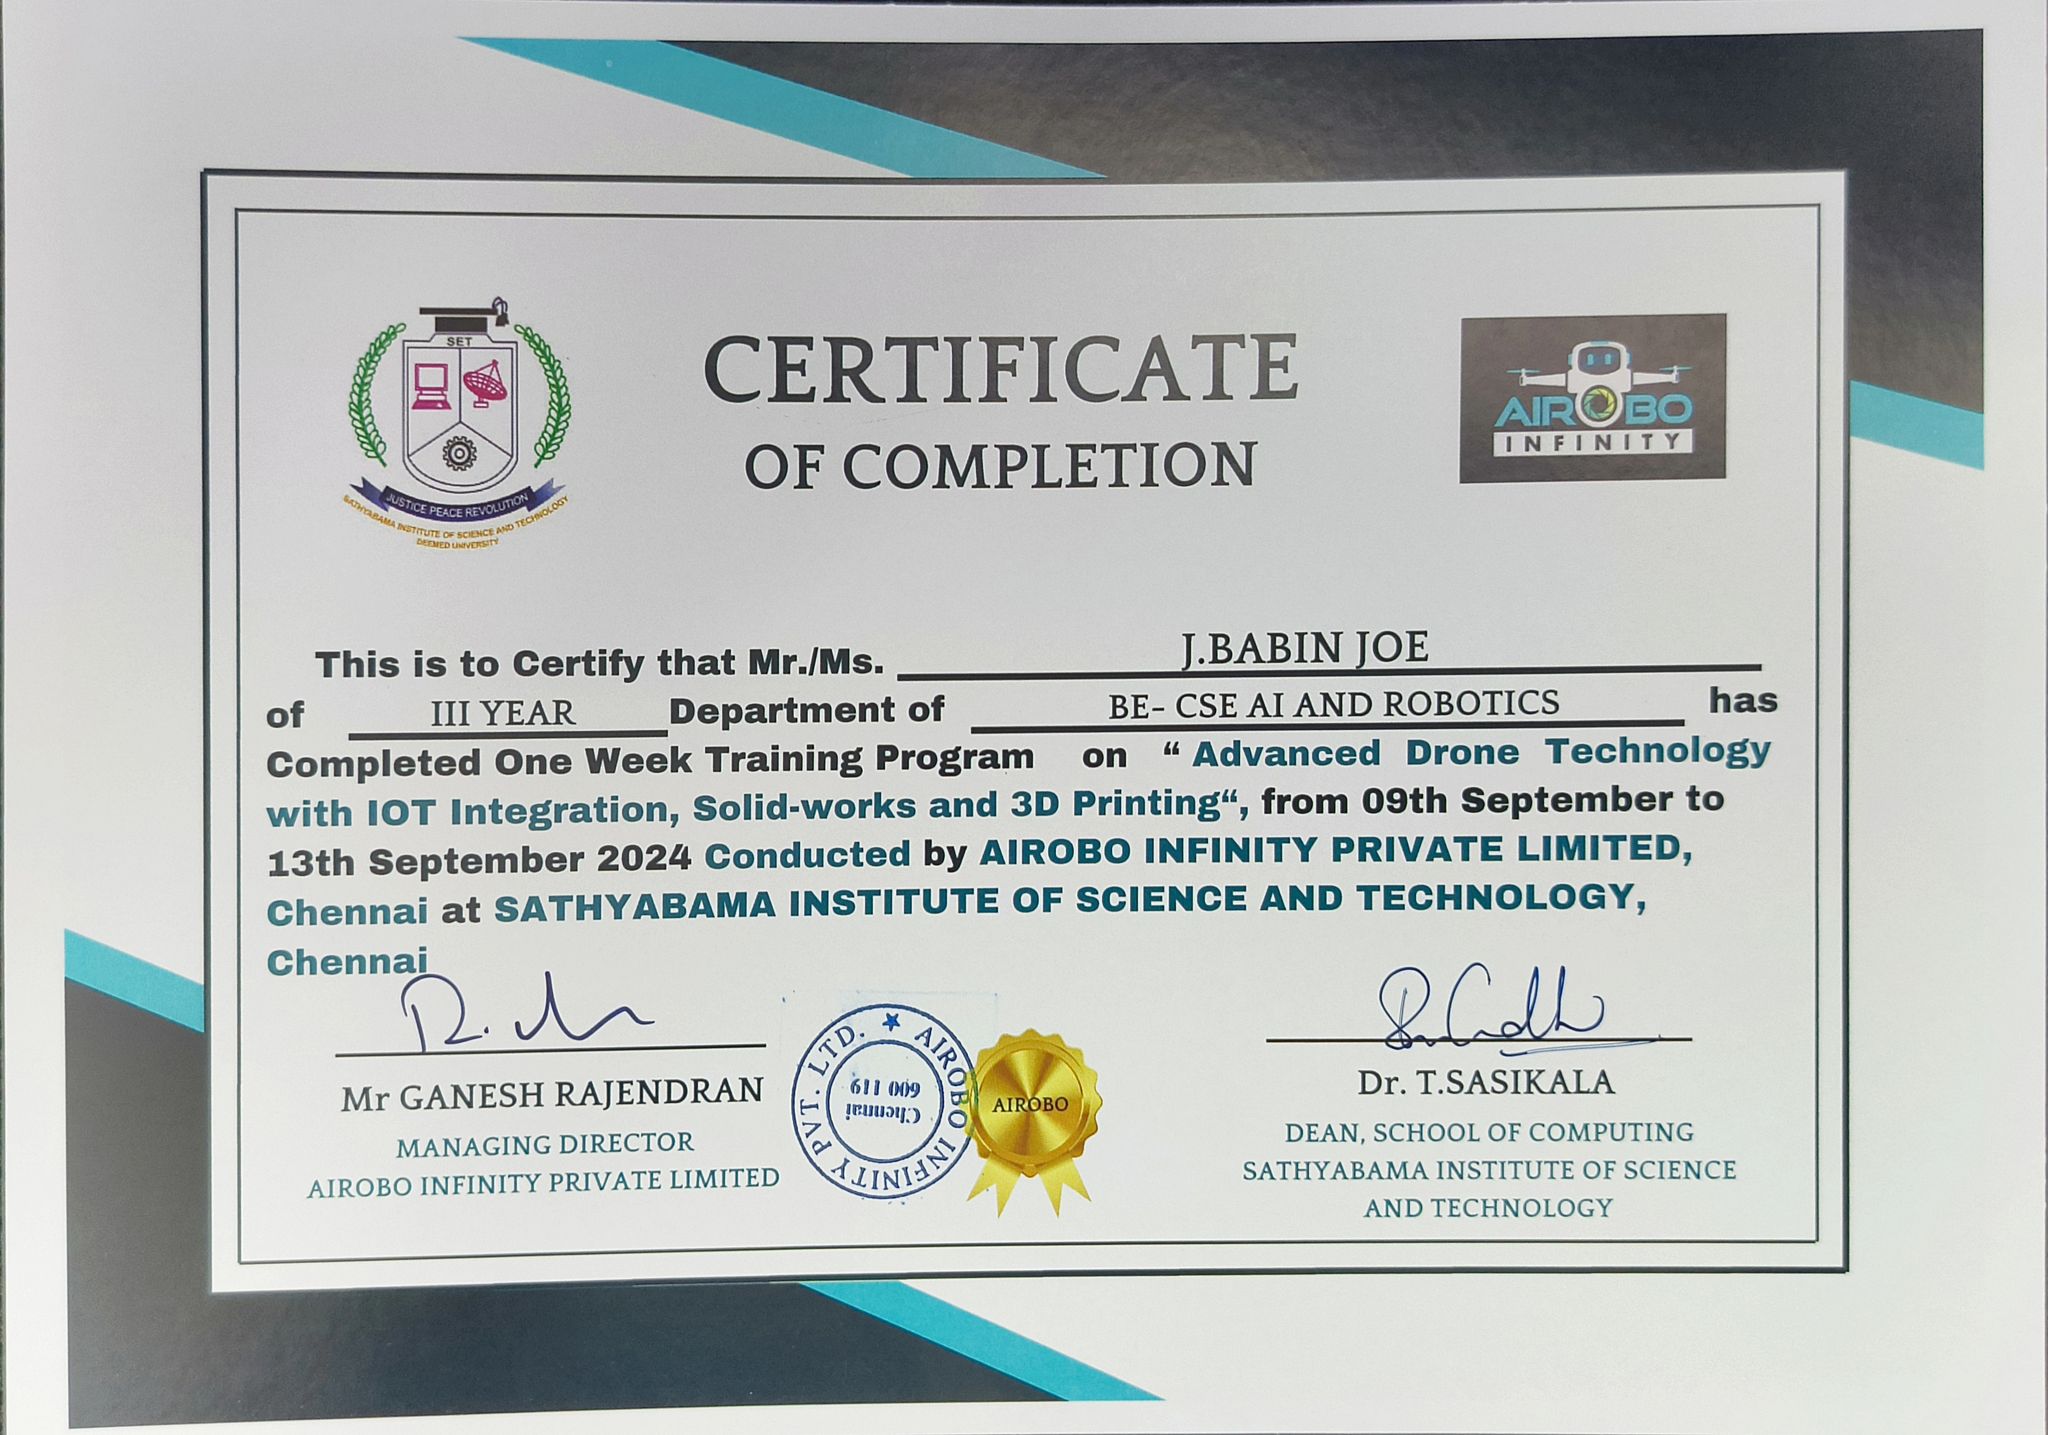 SET
JUSTICE PEACE REVOLUTION
SATHYABAMA INSTITUTE OF SCIENCE AND TECHNOLOGY
DEEMED UNIVERSITY
CERTIFICATE
OF COMPLETION
AIROBO
INFINITY
This is to Certify that Mr./Ms. J.BABIN JOE
of III YEAR Department of BE- CSE AI AND ROBOTICS has
Completed One Week Training Program on “ Advanced Drone Technology
with IOT Integration, Solid-works and 3D Printing“, from 09th September to
13th September 2024 Conducted by AIROBO INFINITY PRIVATE LIMITED,
Chennai at SATHYABAMA INSTITUTE OF SCIENCE AND TECHNOLOGY,
Chennai
Mr GANESH RAJENDRAN
MANAGING DIRECTOR
AIROBO INFINITY PRIVATE LIMITED
AIROBO INFINITY PVT. LTD.
Chennai
600 119
AIROBO
Dr. T.SASIKALA
DEAN, SCHOOL OF COMPUTING
SATHYABAMA INSTITUTE OF SCIENCE
AND TECHNOLOGY